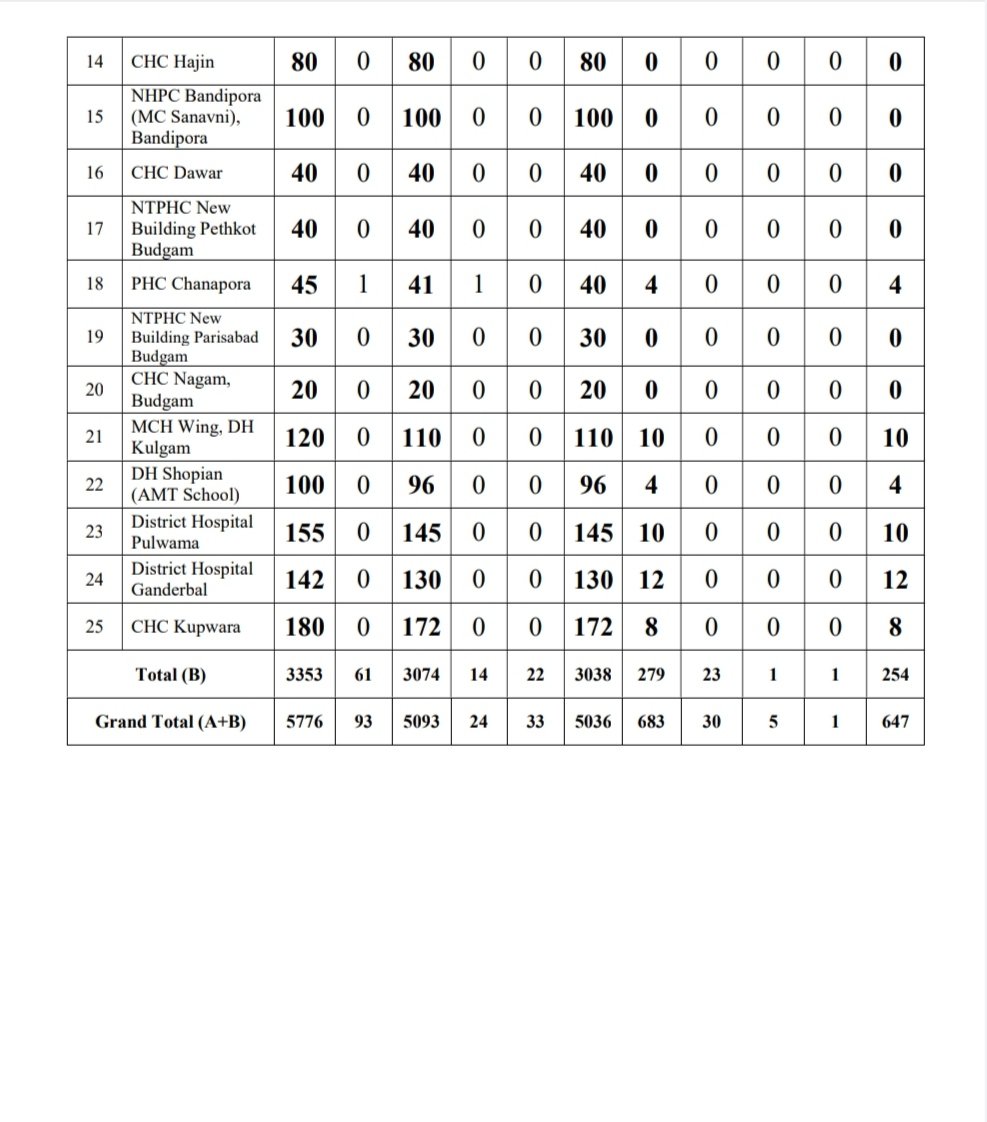 14 CHC Hajin 80 0 80 0 0 80 0 0 0 0 0
NHPC Bandipora
15 (MC Sanavni), 100 0 100 0 0 100 0 0 0 0 0
Bandipora
16 CHC Dawar 40 0 40 0 0 40 0 0 0 0 0
NTPHC New
17 Building Pethkot 40 0 40 0 0 40 0 0 0 0 0
Budgam
18 PHC Chanapora 45 1 41 1 0 40 4 0 0 0 4
NTPHC New
19 Building Parisabad 30 0 30 0 0 30 0 0 0 0 0
Budgam
20 CHC Nagam, 20 0 20 0 0 20 0 0 0 0 0
Budgam
21 MCH Wing, DH 120 0 110 0 0 110 10 0 0 0 10
Kulgam
22 DH Shopian 100 0 96 0 0 96 4 0 0 0 4
(AMT School)
23 District Hospital 155 0 145 0 0 145 10 0 0 0 10
Pulwama
24 District Hospital 142 0 130 0 0 130 12 0 0 0 12
Ganderbal
25 CHC Kupwara 180 0 172 0 0 172 8 0 0 0 8
Total (B) 3353 61 3074 14 22 3038 279 23 1 1 254
Grand Total (A+B) 5776 93 5093 24 33 5036 683 30 5 1 647